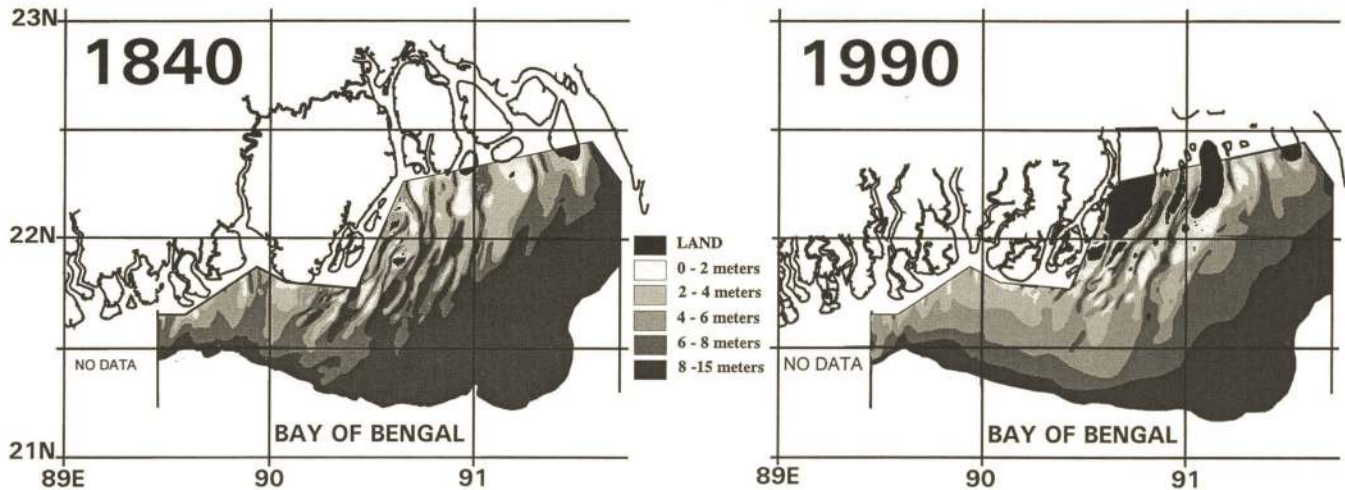 23N
1840
22N
NO DATA
BAY OF BENGAL
21N
89E
90
91
LAND
0 - 2 meters
2 - 4 meters
4 - 6 meters
6 - 8 meters
8 -15 meters
1990
NO DATA
BAY OF BENGAL
89E
90
91